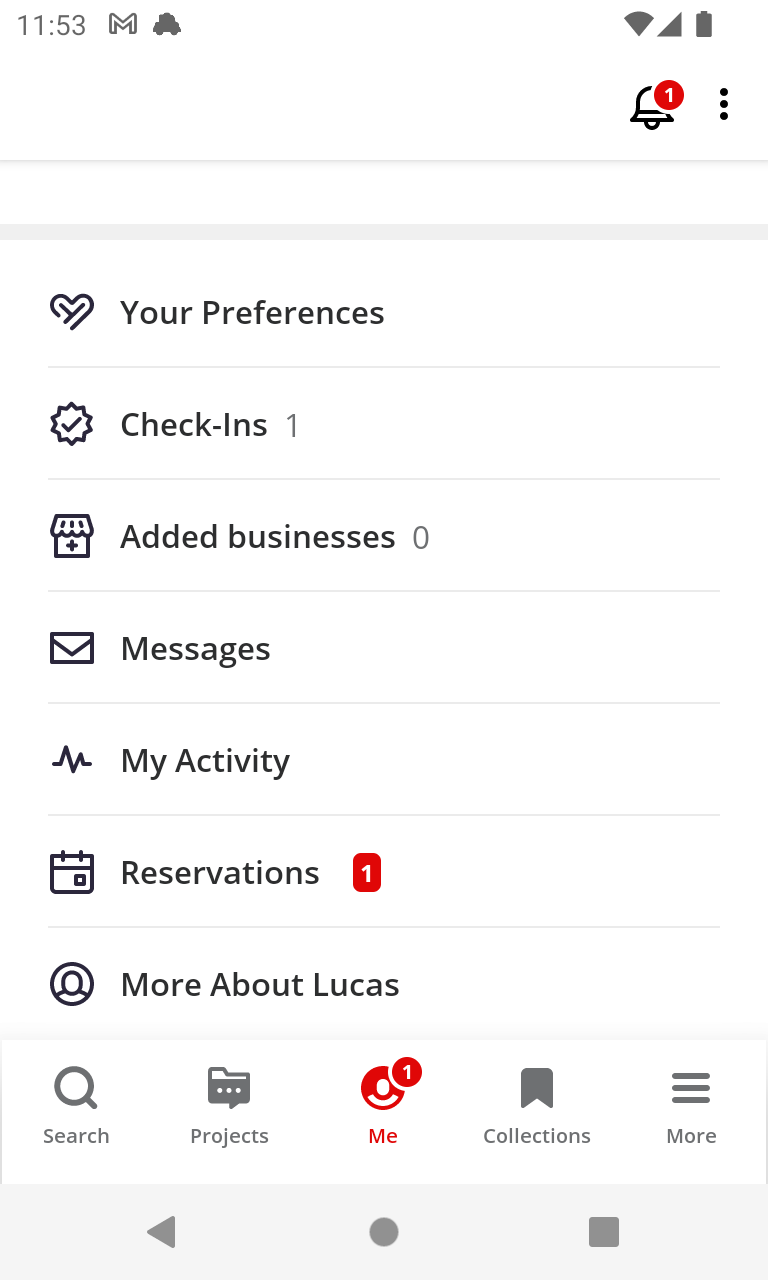 11:53
1
Your Preferences
Check-Ins 1
Added businesses 0
Messages
My Activity
Reservations 1
More About Lucas
1
Search Projects Me Collections More